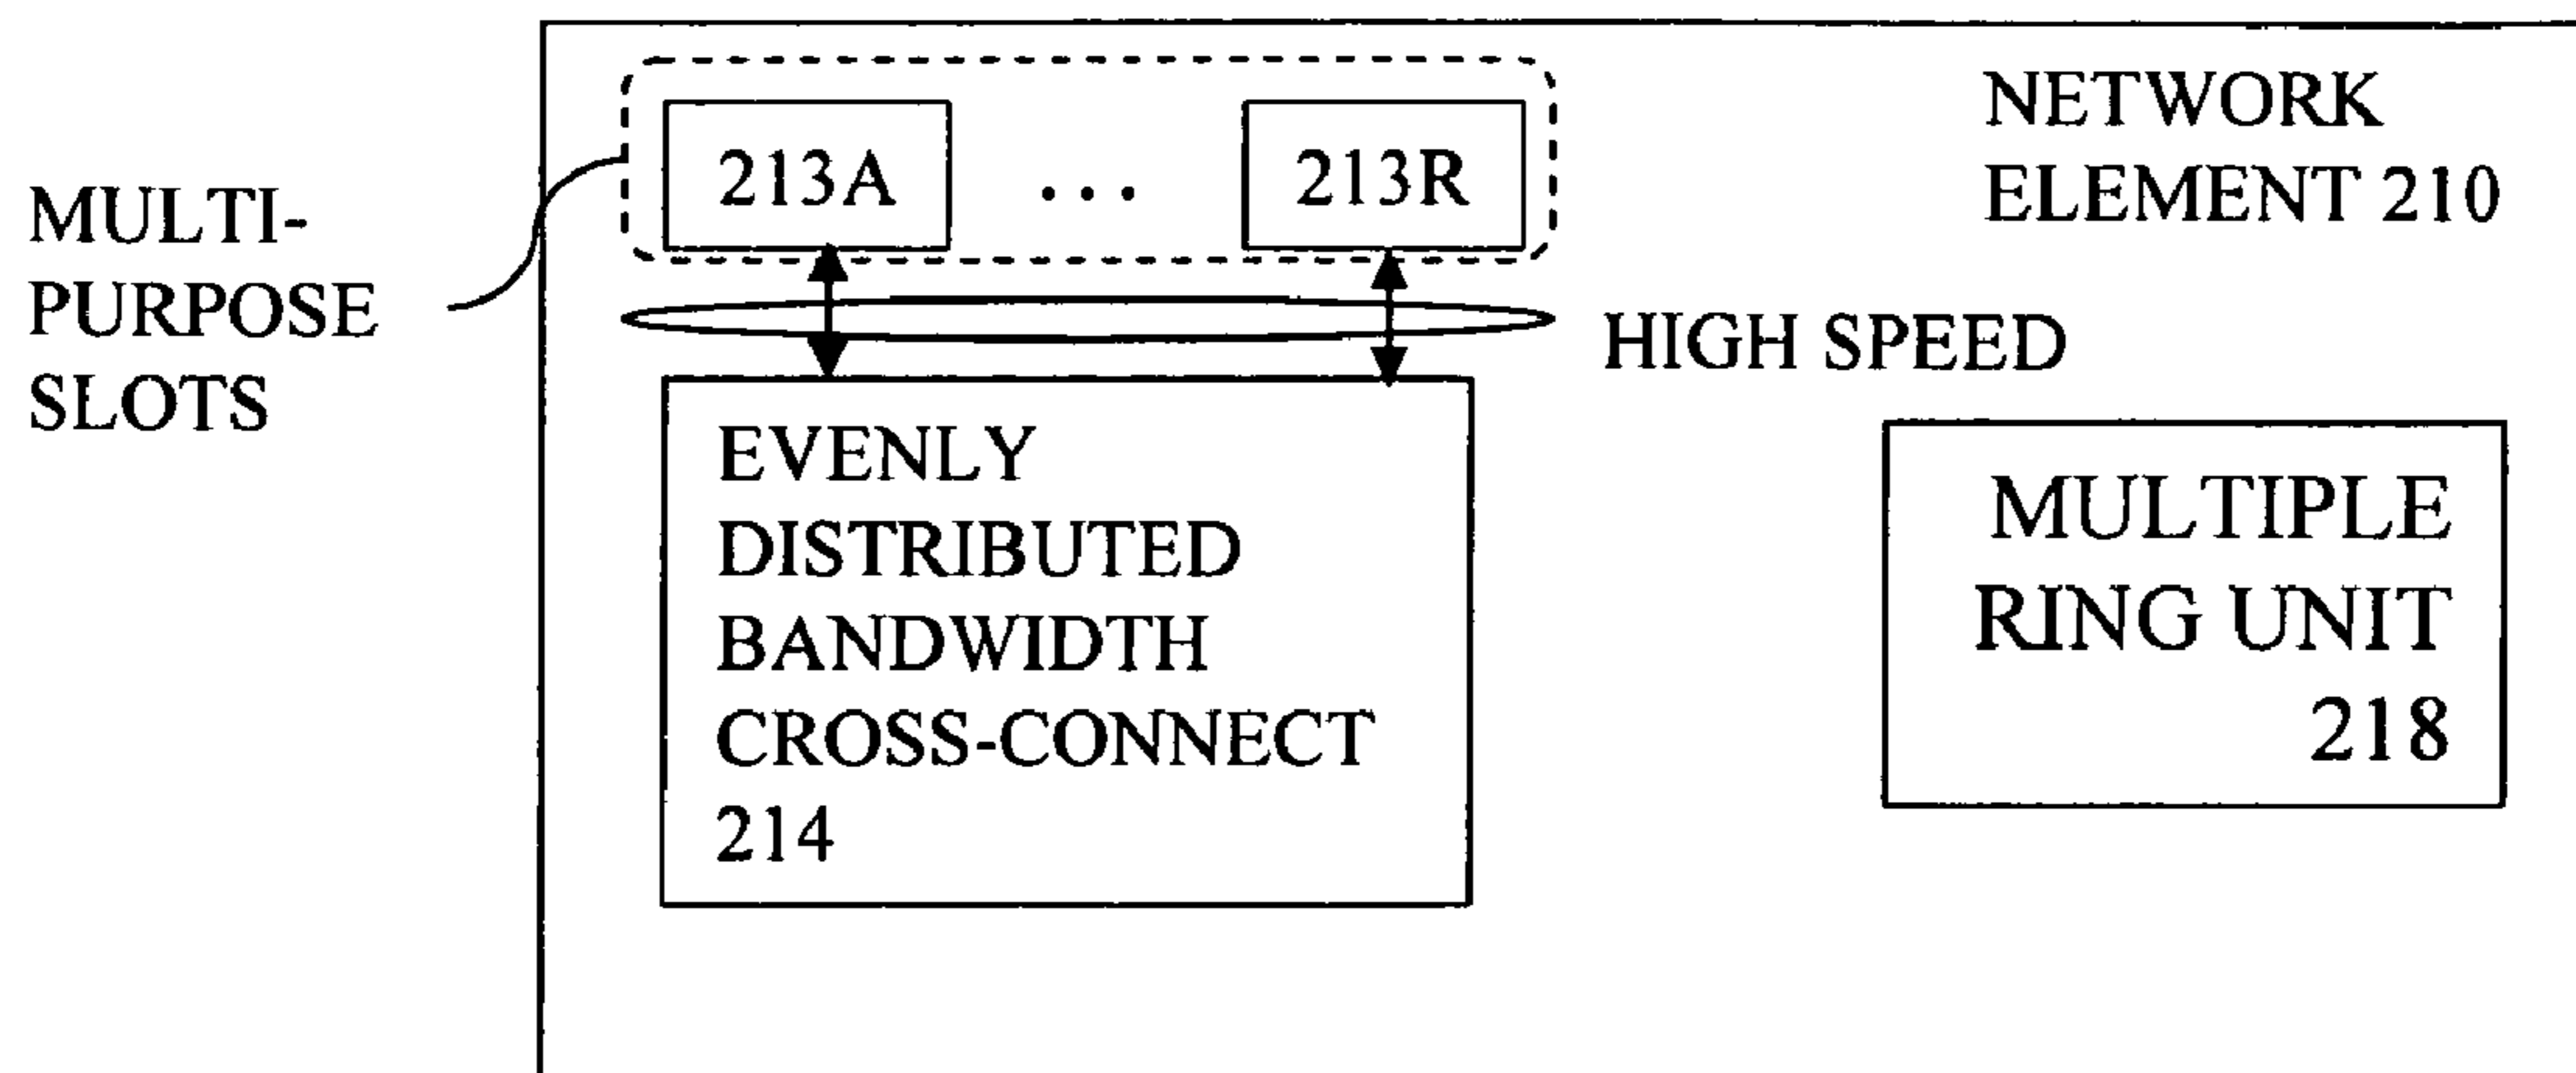 MULTI-
PURPOSE
SLOTS
213A
...
213R
NETWORK
ELEMENT 210
HIGH SPEED
EVENLY
DISTRIBUTED
BANDWIDTH
CROSS-CONNECT
214
MULTIPLE
RING UNIT
218